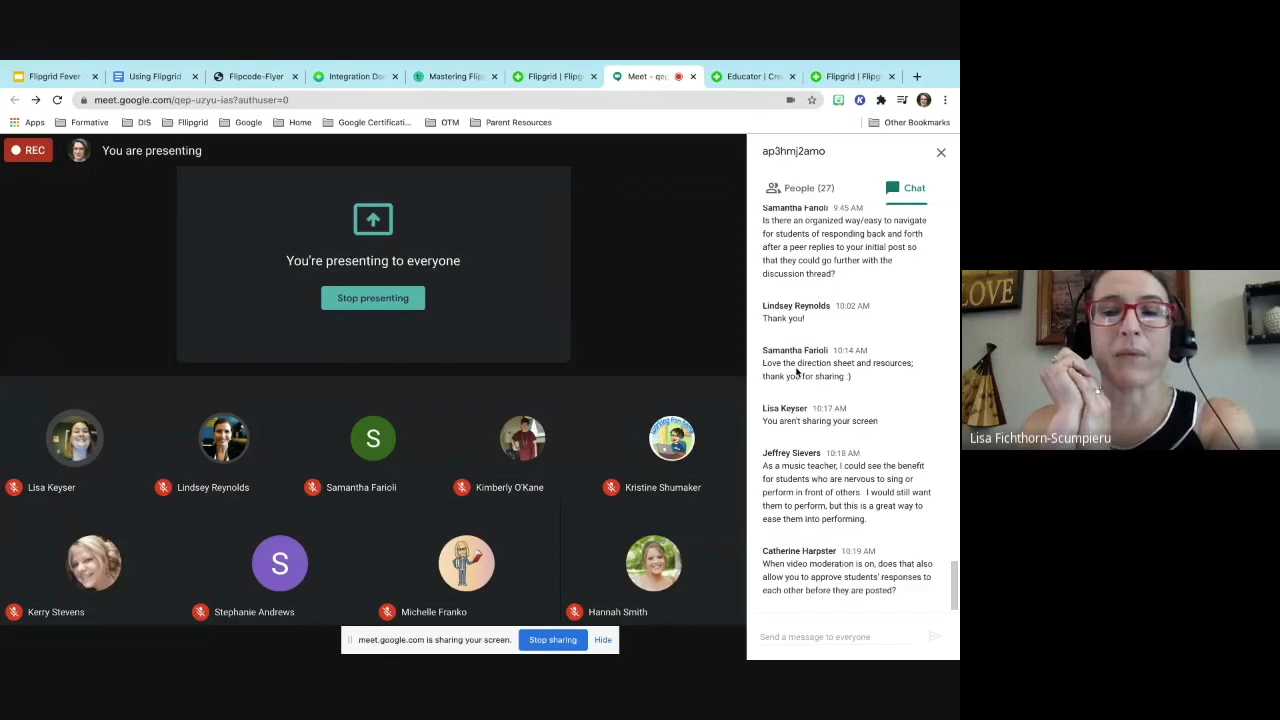 Flipgrid Fever
Using Flipgrid
Flipcode-Flyer
Integration Doc
Mastering Flip
Flipgrid | Flipg
Meet - qep
Educator | Cre
Flipgrid | Flipg
meet.google.com/qep-uzyu-ias?authuser=0
Apps
Formative
DIS
Fllipgrid
Google
Home
Google Certificati...
OTM
Parent Resources
Other Bookmarks
REC
You are presenting
You're presenting to everyone
Stop presenting
Lisa Keyser
Lindsey Reynolds
S
Samantha Farioli
Kimberly O'Kane
Working from home
Kristine Shumaker
Kerry Stevens
S
Stephanie Andrews
Michelle Franko
Hannah Smith
meet.google.com is sharing your screen.
Stop sharing
Hide
ap3hmj2amo
People (27)
Chat
Samantha Farioli 9:45 AM
Is there an organized way/easy to navigate
for students of responding back and forth
after a peer replies to your initial post so
that they could go further with the
discussion thread?
Lindsey Reynolds 10:02 AM
Thank you!
Samantha Farioli 10:14 AM
Love the direction sheet and resources;
thank you for sharing :)
Lisa Keyser 10:17 AM
You aren't sharing your screen
Jeffrey Sievers 10:18 AM
As a music teacher, I could see the benefit
for students who are nervous to sing or
perform in front of others. I would still want
them to perform, but this is a great way to
ease them into performing.
Catherine Harpster 10:19 AM
When video moderation is on, does that also
allow you to approve students' responses to
each other before they are posted?
Send a message to everyone
LOVE
Lisa Fichthorn-Scumpieru